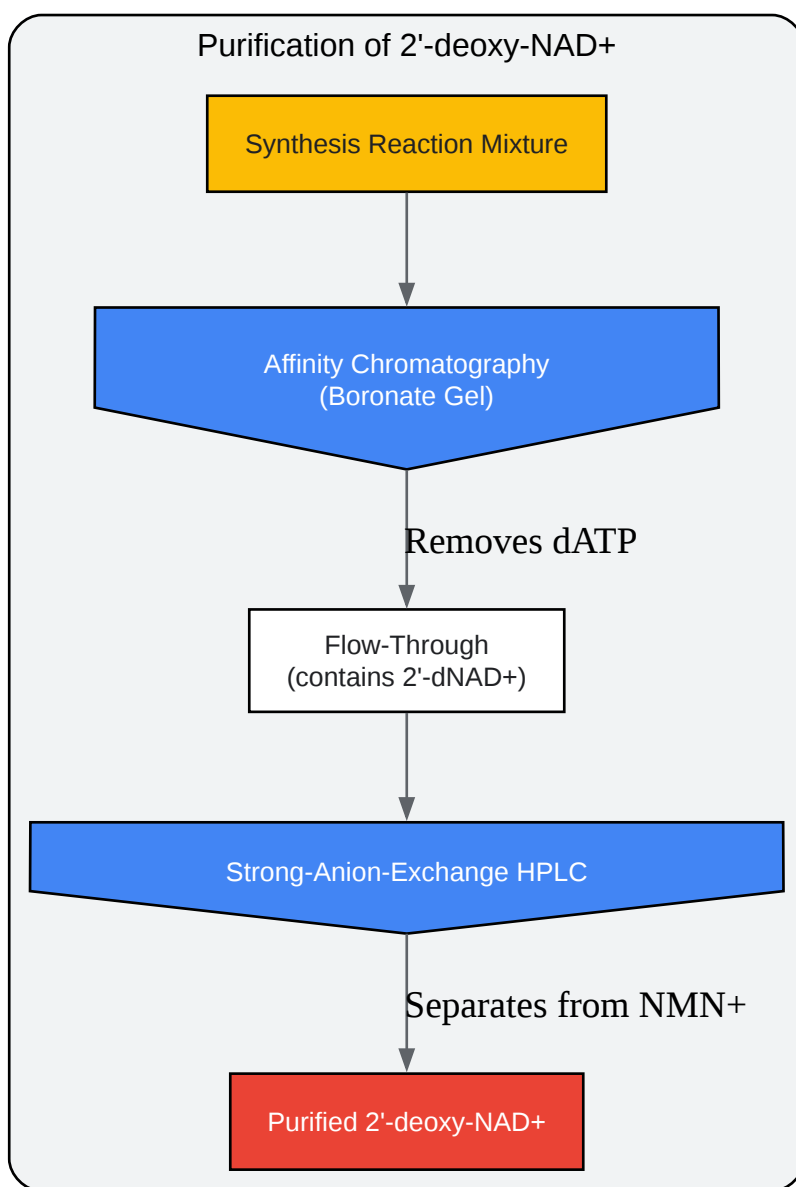 Purification of 2'-deoxy-NAD+
Synthesis Reaction Mixture
Affinity Chromatography
(Boronate Gel)
Removes dATP
Flow-Through
(contains 2'-dNAD+)
Strong-Anion-Exchange HPLC
Separates from NMN+
Purified 2'-deoxy-NAD+